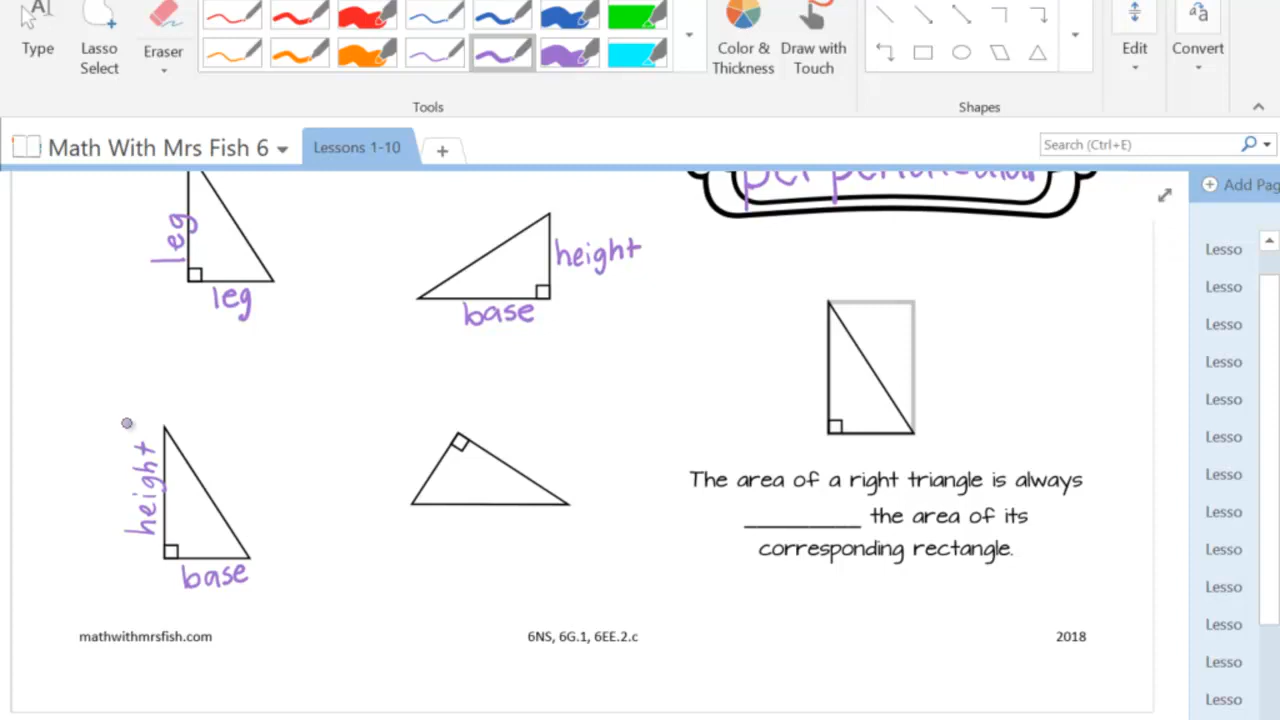 Type
Lasso
Select
Eraser
Color &
Thickness
Draw with
Touch
Edit
Convert
Tools
Shapes
Math With Mrs Fish 6
Lessons 1-10
+
Search (Ctrl+E)
Add Pag
leg
leg
height
base
height
base
The area of a right triangle is always
__________ the area of its
corresponding rectangle.
mathwithmrsfish.com
6NS, 6G.1, 6EE.2.c
2018
Lesso
Lesso
Lesso
Lesso
Lesso
Lesso
Lesso
Lesso
Lesso
Lesso
Lesso
Lesso
Lesso